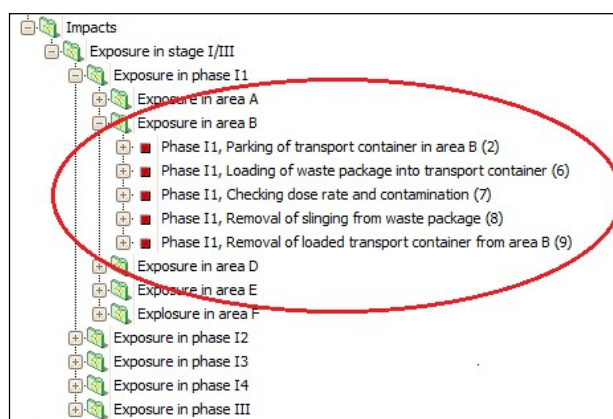 Impacts
Exposure in stage I/III
Exposure in phase I1
Exposure in area A
Exposure in area B
Phase I1, Parking of transport container in area B (2)
Phase I1, Loading of waste package into transport container (6)
Phase I1, Checking dose rate and contamination (7)
Phase I1, Removal of slinging from waste package (8)
Phase I1, Removal of loaded transport container from area B (9)
Exposure in area D
Exposure in area E
Explosure in area F
Exposure in phase I2
Exposure in phase I3
Exposure in phase I4
Exposure in phase III